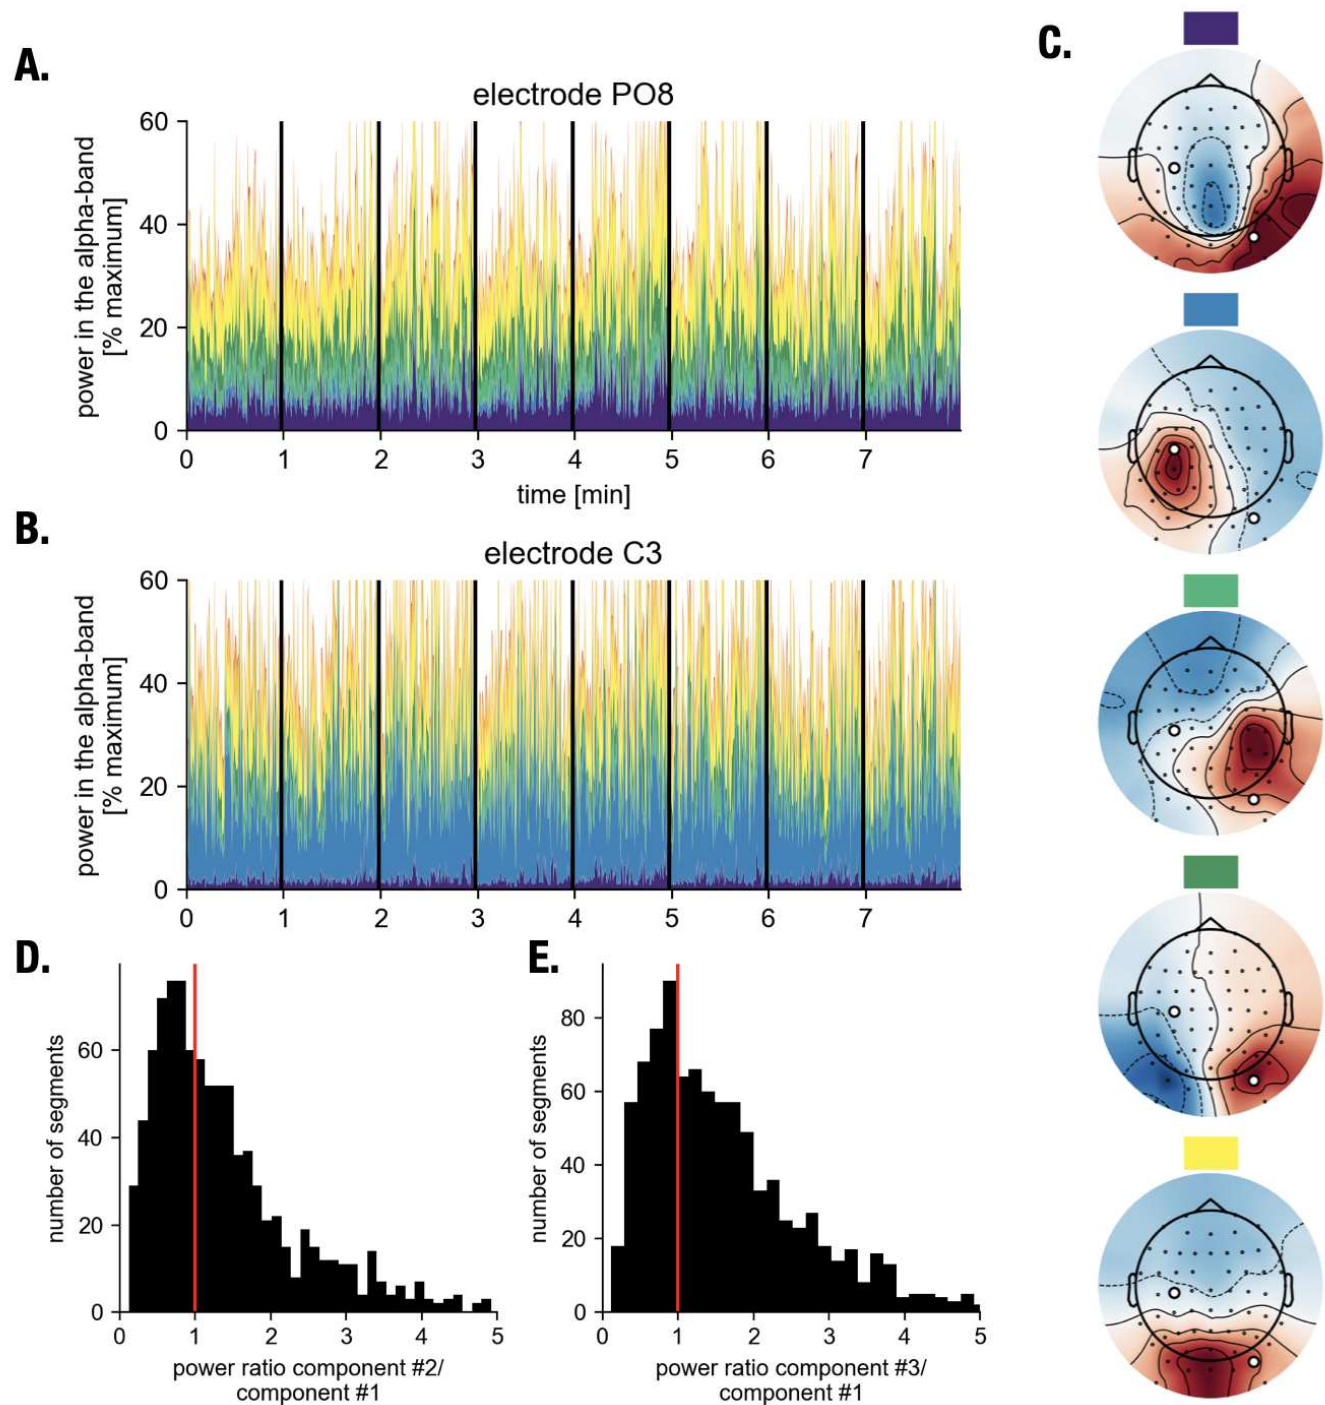 A.
electrode PO8
power in the alpha-band
[% maximum]
60
40
20
0
0 1 2 3 4 5 6 7
time [min]
B.
electrode C3
power in the alpha-band
[% maximum]
60
40
20
0
0 1 2 3 4 5 6 7
C.
D.
number of segments
60
40
20
0
0 1 2 3 4 5
power ratio component #2/
component #1
E.
number of segments
80
60
40
20
0
0 1 2 3 4 5
power ratio component #3/
component #1